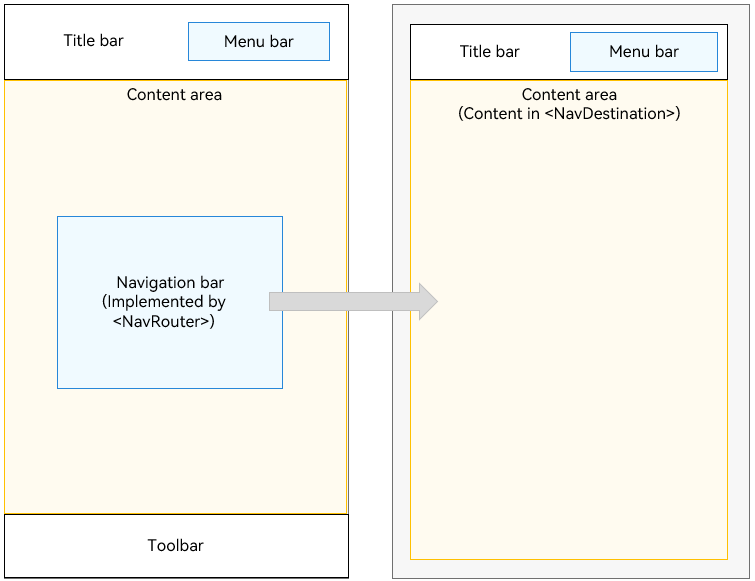 Title bar
Menu bar
Content area
Navigation bar
(Implemented by
<NavRouter>)
Toolbar
Title bar
Menu bar
Content area
(Content in <NavDestination>)